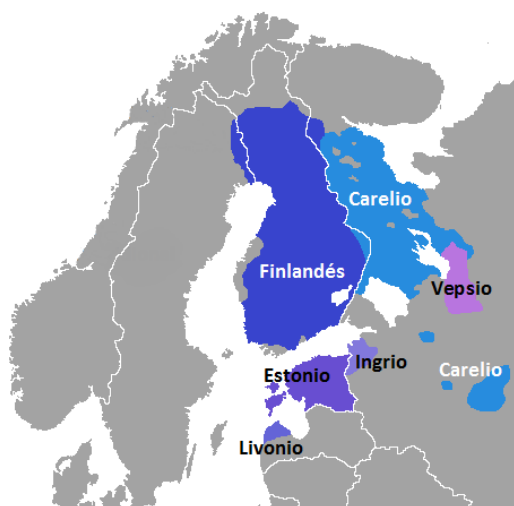 Carelio
Finlandés
Vepsio
Estonio
Ingrio
Carelio
Livonio